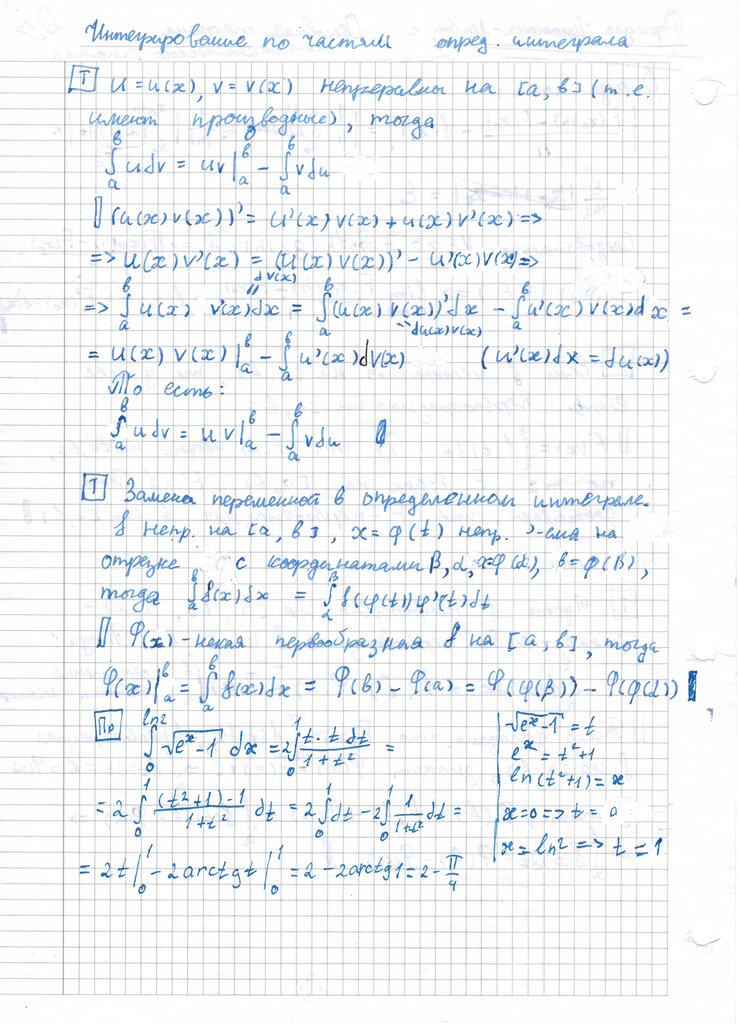 Интегрирование по частям опред. интеграла
[T] u = u(x), v = v(x) непрерывны на [a, в] (т.е.
имеют производные), тогда
∫ₐᵇ u dv = uv|ₐᵇ − ∫ₐᵇ v du
[] (u(x) v(x))' = u'(x) v(x) + u(x) v'(x) =>
=> u(x) v'(x) = (u(x) v(x))' − u'(x) v(x) =>
dv(x)
=> ∫ₐᵇ u(x) v'(x)dx = ∫ₐᵇ (u(x) v(x))' dx − ∫ₐᵇ u'(x) v(x) dx =
du(x)v(x)
= u(x) v(x)|ₐᵇ − ∫ₐᵇ u'(x) dv(x) (u'(x)dx = du(x))
То есть:
∫ₐᵇ u dv = u v|ₐᵇ − ∫ₐᵇ v du
[T] Замена переменной в определенном интеграле.
f непр. на [a, в], x = φ(t) непр. э-ема на
отрезке с координатами β, α, a=φ(α), в=φ(β),
тогда ∫ₐᵇ f(x)dx = ∫_α^β f(φ(t)) φ'(t)dt
[] Φ(x) - некая первообразная f на [a, в], тогда
Φ(x)|ₐᵇ = ∫ₐᵇ f(x)dx = Φ(в) − Φ(a) = Φ(φ(β)) − Φ(φ(α))
[Пр] ∫₀^{ln2} √(eˣ−1) dx = 2∫₀¹ t·t dt / (1+t²) =
= 2∫₀¹ ((t²+1)−1)/(1+t²) dt = 2∫₀¹ dt − 2∫₀¹ 1/(1+t²) dt =
= 2t|₀¹ − 2arctg t|₀¹ = 2 − 2arctg1 = 2 − π/4
√(eˣ−1) = t
eˣ = t²+1
ln(t²+1) = x
x=0 => t = 0
x = ln2 => t = 1